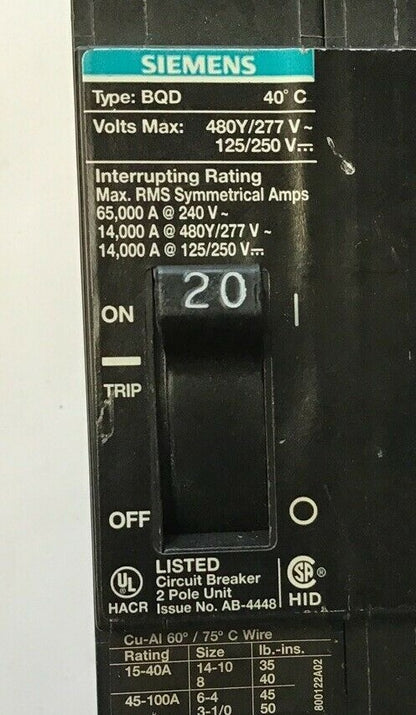 SIEMENS
Type: BQD 40° C
Volts Max: 480Y/277 V ~
125/250 V⎓
Interrupting Rating
Max. RMS Symmetrical Amps
65,000 A @ 240 V ~
14,000 A @ 480Y/277 V ~
14,000 A @ 125/250 V⎓
20
ON |
TRIP
OFF O
UL HACR
LISTED
Circuit Breaker
2 Pole Unit
Issue No. AB-4448
SA ® HID
Cu-Al 60° / 75° C Wire
Rating Size lb.-ins.
15-40A 14-10 35
8 40
45-100A 6-4 45
3-1/0 50
800122A02